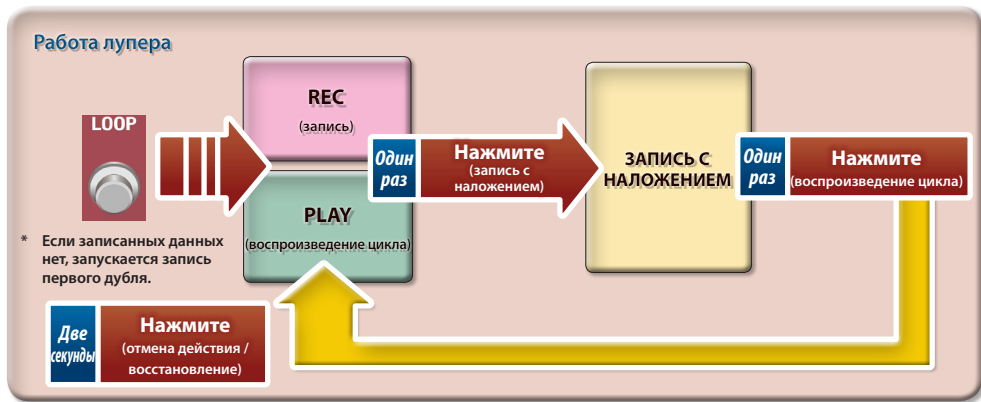 Работа лупера
LOOP
* Если записанных данных
нет, запускается запись
первого дубля.
REC
(запись)
PLAY
(воспроизведение цикла)
Один
раз
Нажмите
(запись с
наложением)
ЗАПИСЬ С
НАЛОЖЕНИЕМ
Один
раз
Нажмите
(воспроизведение цикла)
Две
секунды
Нажмите
(отмена действия /
восстановление)